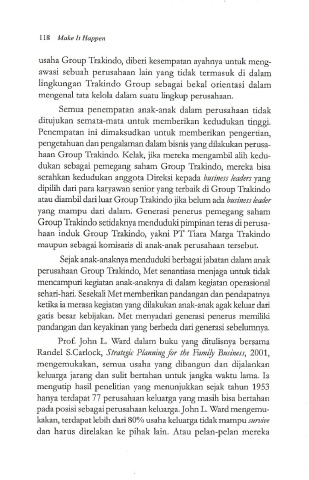 118 Make It Happen
usaha Group Trakindo, diberi kesempatan ayahnya untuk meng-
awasi sebuah perusahaan lain yang tidak termasuk di dalam
lingkungan Trakindo Group sebagai bekal orientasi dalam
mengenal tata kelola dalam suatu lingkup perusahaan.
Semua penempatan anak-anak dalam perusahaan tidak
ditujukan semata-mata untuk memberikan kedudukan tinggi.
Penempatan ini dimaksudkan untuk memberikan pengertian,
pengetahuan dan pengalaman dalam bisnis yang dilakukan perusa-
haan Group Trakindo. Kelak, jika mereka mengambil alih kedu-
dukan sebagai pemegang saham Group Trakindo, mereka bisa
serahkan kedudukan anggota Direksi kepada business leaders yang
dipilih dari para karyawan senior yang terbaik di Group Trakindo
atau diambil dari luar Group Trakindo jika belum ada business leader
yang mampu dari dalam. Generasi penerus pemegang saham
Group Trakindo setidaknya menduduki pimpinan teras di perusa-
haan induk Group Trakindo, yakni PT Tiara Marga Trakindo
maupun sebagai komisaris di anak-anak perusahaan tersebut.
Sejak anak-anaknya menduduki berbagai jabatan dalam anak
perusahaan Group Trakindo, Met senantiasa menjaga untuk tidak
mencampuri kegiatan anak-anaknya di dalam kegiatan operasional
sehari-hari. Sesekali Met memberikan pandangan dan pendapatnya
ketika ia merasa kegiatan yang dilakukan anak-anak agak keluar dari
garis besar kebijakan. Met menyadari generasi penerus memiliki
pandangan dan keyakinan yang berbeda dari generasi sebelumnya.
Prof. John L. Ward dalam buku yang ditulisnya bersama
Randel S.Carlock, Strategic Planning for the Family Business, 2001,
mengemukakan, semua usaha yang dibangun dan dijalankan
keluarga jarang dan sulit bertahan untuk jangka waktu lama. Ia
mengutip hasil penelitian yang menunjukkan sejak tahun 1953
hanya terdapat 77 perusahaan keluarga yang masih bisa bertahan
pada posisi sebagai perusahaan keluarga. John L. Ward mengemu-
kakan, terdapat lebih dari 80% usaha keluarga tidak mampu survive
dan harus direlakan ke pihak lain. Atau pelan-pelan mereka